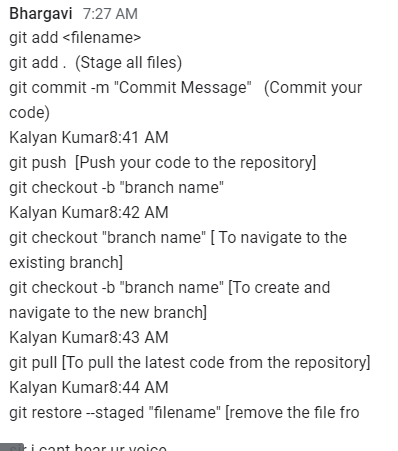 Bhargavi 7:27 AM
git add <filename>
git add . (Stage all files)
git commit -m "Commit Message" (Commit your
code)
Kalyan Kumar8:41 AM
git push [Push your code to the repository]
git checkout -b "branch name"
Kalyan Kumar8:42 AM
git checkout "branch name" [ To navigate to the
existing branch]
git checkout -b "branch name" [To create and
navigate to the new branch]
Kalyan Kumar8:43 AM
git pull [To pull the latest code from the repository]
Kalyan Kumar8:44 AM
git restore --staged "filename" [remove the file fro
i cant hear ur voice